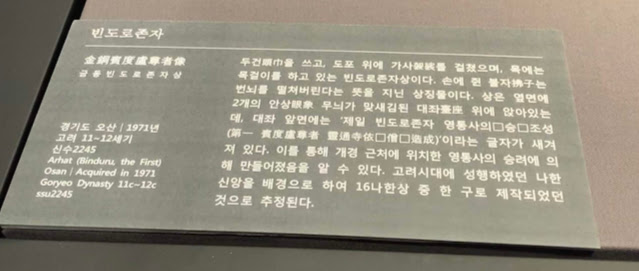 빈도로존자
金銅賓度盧尊者像
금동빈도로존자상
경기도 오산 / 1971년
고려 11~12세기
신수2245
Arhat (Binduru, the First)
Osan / Acquired in 1971
Goryeo Dynasty 11c~12c
ssu2245
두건頭巾을 쓰고, 도포 위에 가사袈裟를 걸쳤으며, 목에는
목걸이를 하고 있는 빈도로존자상이다. 손에 쥔 불자拂子는
번뇌를 떨쳐버린다는 뜻을 지닌 상징물이다. 상은 옆면에
2개의 안상眼象 무늬가 맞새김된 대좌臺座 위에 앉아있는
데, 대좌 앞면에는 '제일 빈도로존자 영통사의□승□조성
(第一 賓度盧尊者 靈通寺依□僧□造成)'이라는 글자가 새겨
져 있다. 이를 통해 개경 근처에 위치한 영통사의 승려에 의
해 만들어졌음을 알 수 있다. 고려시대에 성행하였던 나한
신앙을 배경으로 하여 16나한상 중 한 구로 제작되었던
것으로 추정된다.